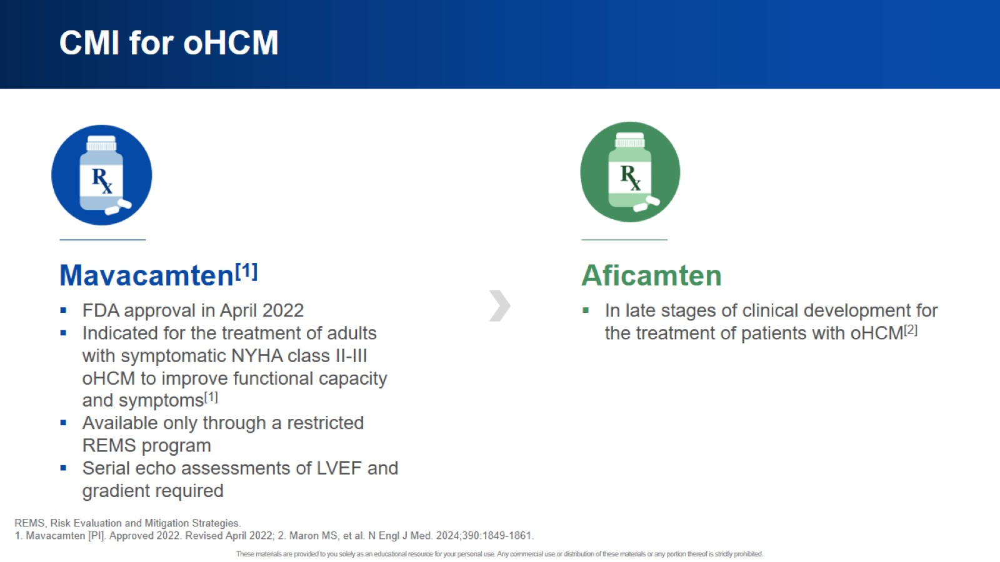 CMI for oHCM
Rx
Mavacamten[1]
▪ FDA approval in April 2022
▪ Indicated for the treatment of adults
with symptomatic NYHA class II-III
oHCM to improve functional capacity
and symptoms[1]
▪ Available only through a restricted
REMS program
▪ Serial echo assessments of LVEF and
gradient required
Rx
Aficamten
▪ In late stages of clinical development for
the treatment of patients with oHCM[2]
REMS, Risk Evaluation and Mitigation Strategies.
1. Mavacamten [PI]. Approved 2022. Revised April 2022; 2. Maron MS, et al. N Engl J Med. 2024;390:1849-1861.
These materials are provided to you solely as an educational resource for your personal use. Any commercial use or distribution of these materials or any portion thereof is strictly prohibited.